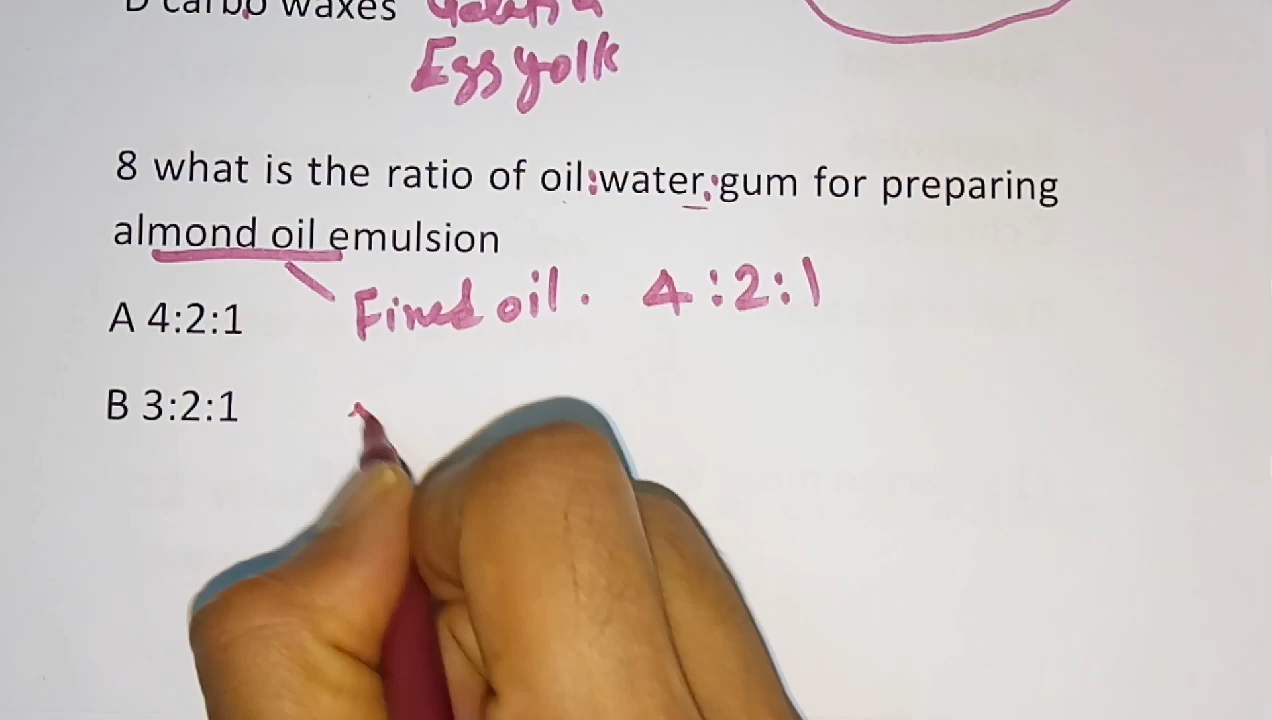 D carbo waxes Gelatin
Egg yolk
8 what is the ratio of oil:water:gum for preparing
almond oil emulsion
Fixed oil. 4:2:1
A 4:2:1
B 3:2:1